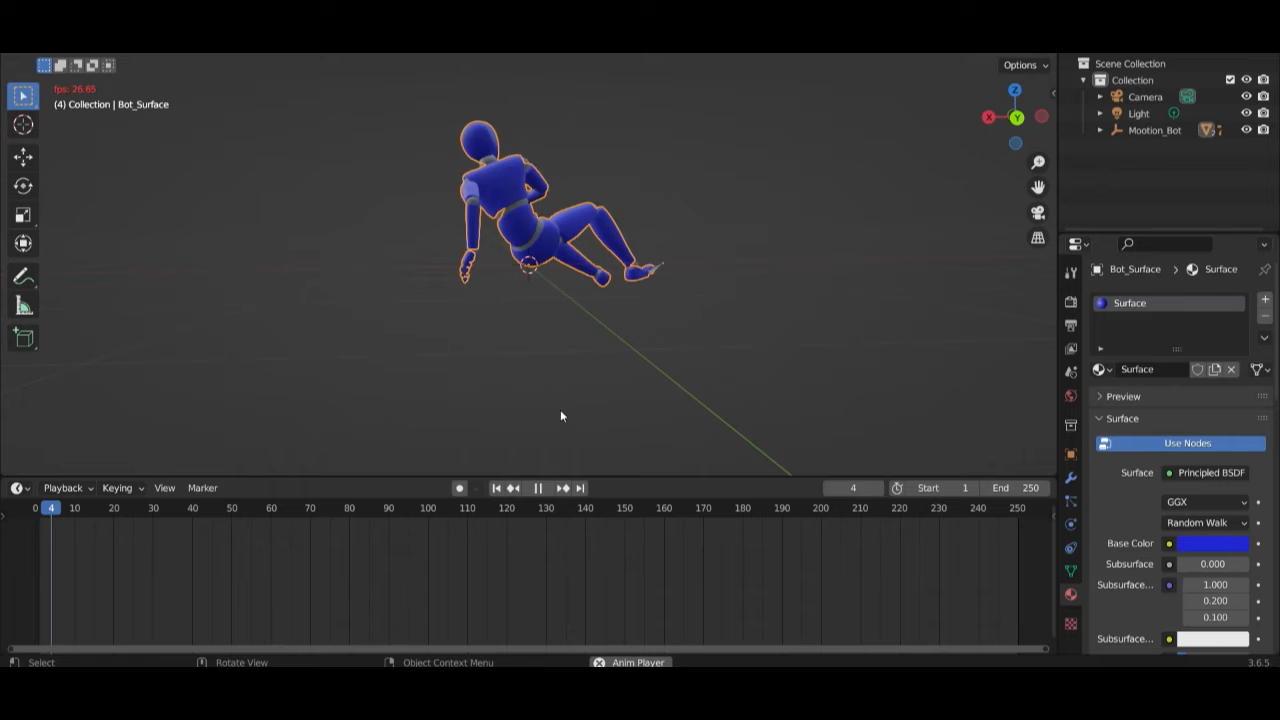 Options
fps: 26.65
(4) Collection | Bot_Surface
Z
X
Y
Scene Collection
Collection
Camera
Light
Mootion_Bot
Bot_Surface > Surface
Surface
Surface
Preview
Surface
Use Nodes
Surface Principled BSDF
GGX
Random Walk
Base Color
Subsurface 0.000
Subsurface... 1.000
0.200
0.100
Subsurface...
Playback Keying View Marker 4 Start 1 End 250
0 4 10 20 30 40 50 60 70 80 90 100 110 120 130 140 150 160 170 180 190 200 210 220 230 240 250
Select Rotate View Object Context Menu Anim Player 3.6.5